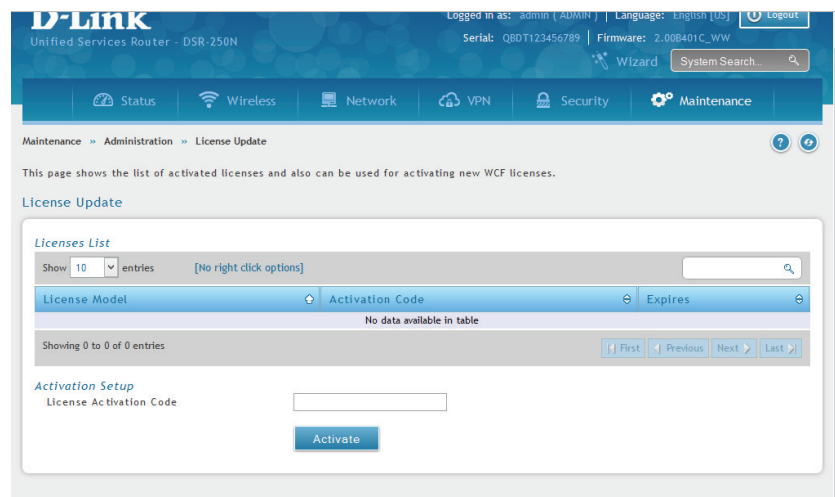 D-Link
Logged in as: admin ( ADMIN ) | Language: English [US] Logout
Unified Services Router - DSR-250N
Serial: QBDT123456789 | Firmware: 2.00B401C_WW
Wizard System Search...
Status Wireless Network VPN Security Maintenance
Maintenance » Administration » License Update
This page shows the list of activated licenses and also can be used for activating new WCF licenses.
License Update
Licenses List
Show 10 entries [No right click options]
License Model Activation Code Expires
No data available in table
Showing 0 to 0 of 0 entries First Previous Next Last
Activation Setup
License Activation Code
Activate